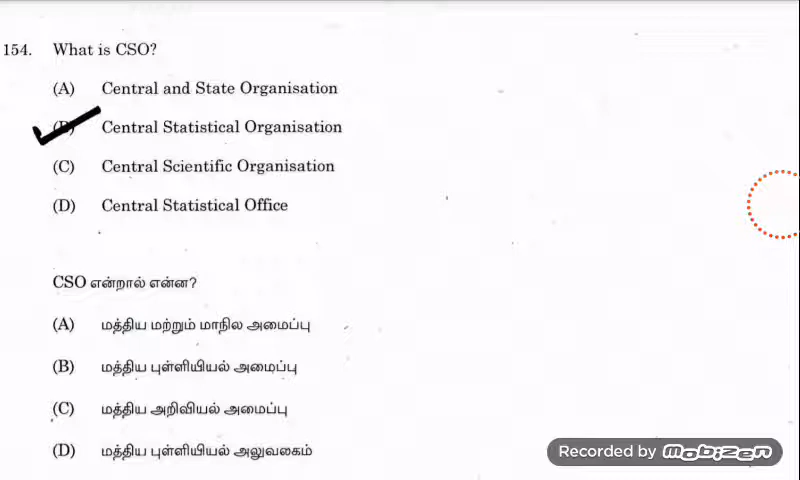 154. What is CSO?
(A) Central and State Organisation
(B) Central Statistical Organisation
(C) Central Scientific Organisation
(D) Central Statistical Office
CSO என்றால் என்ன?
(A) மத்திய மற்றும் மாநில அமைப்பு
(B) மத்திய புள்ளியியல் அமைப்பு
(C) மத்திய அறிவியல் அமைப்பு
(D) மத்திய புள்ளியியல் அலுவலகம்
Recorded by mobizen